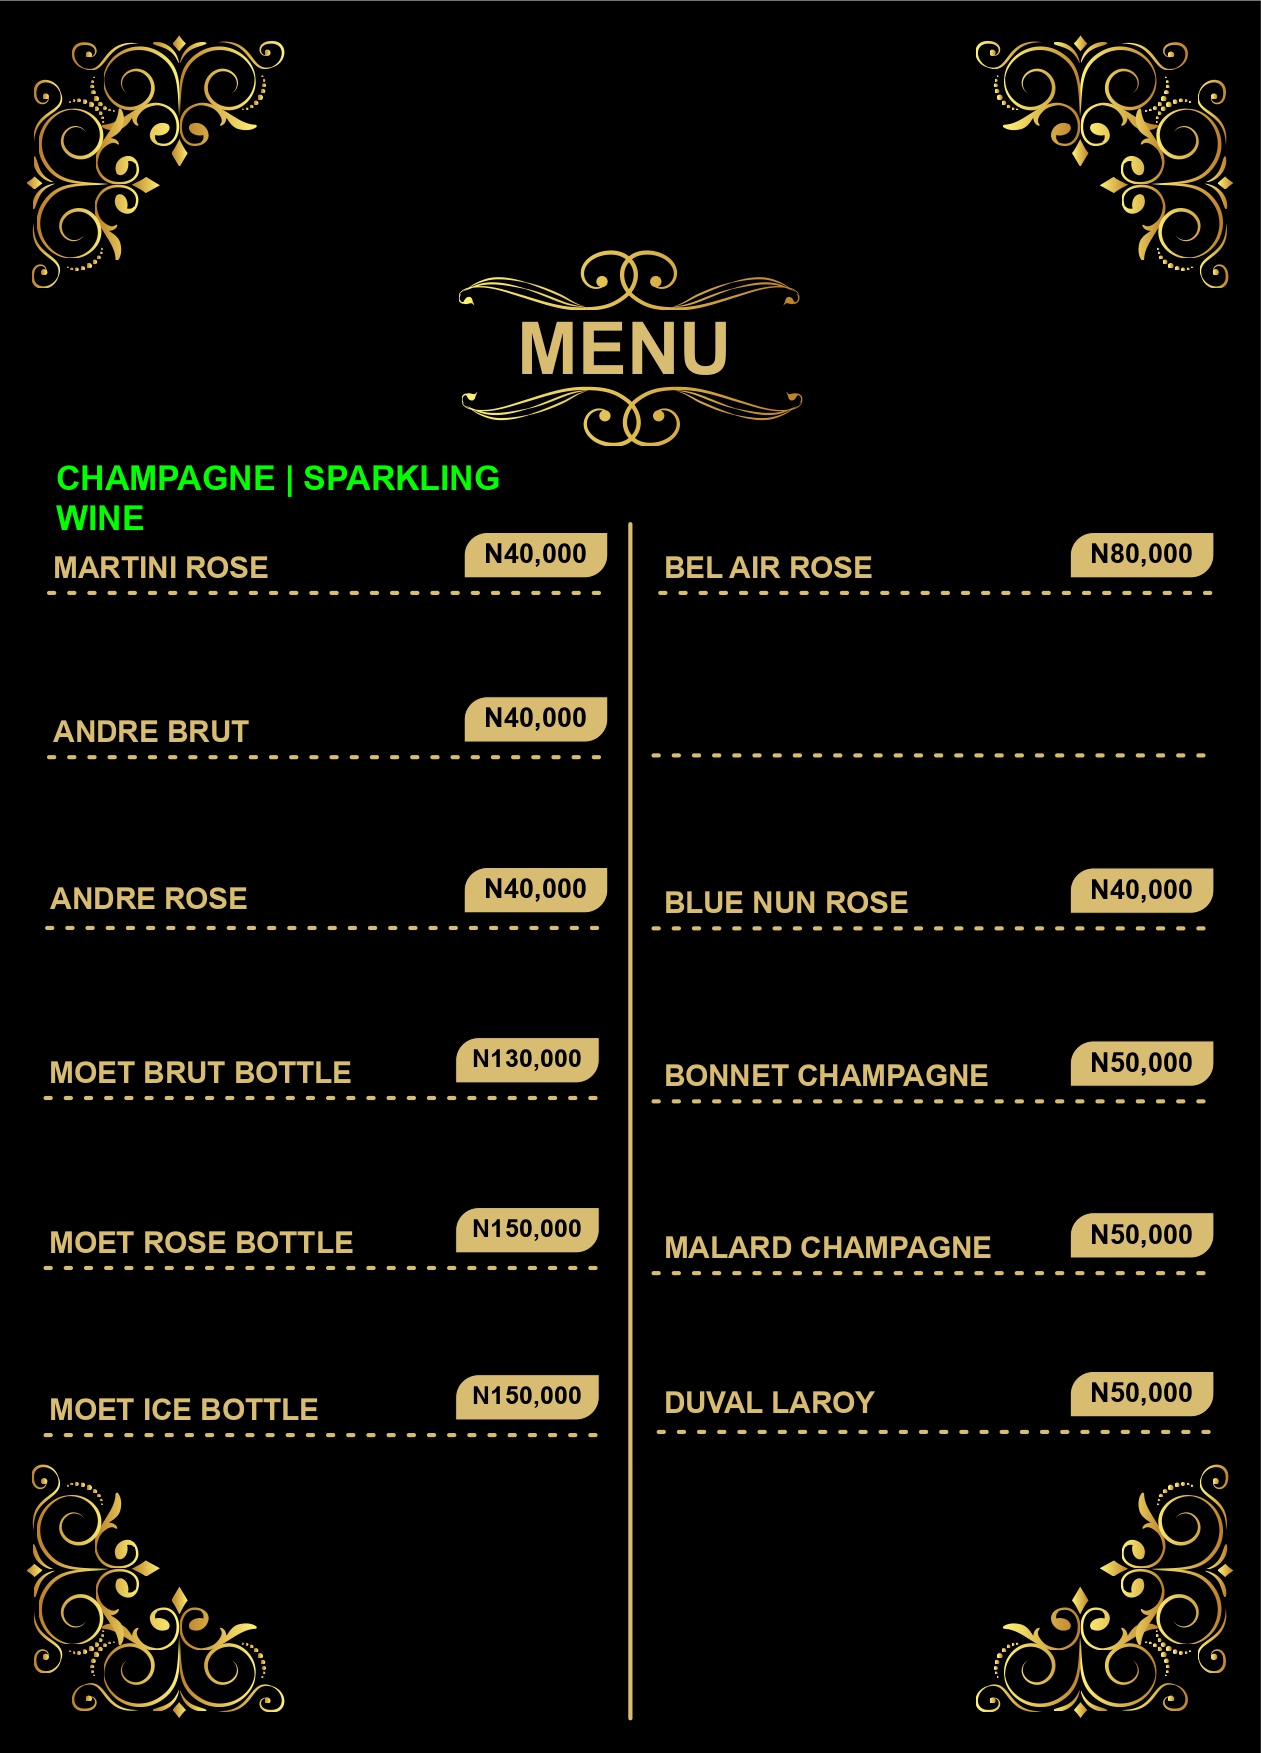 MENU
CHAMPAGNE | SPARKLING
WINE
MARTINI ROSE N40,000
ANDRE BRUT N40,000
ANDRE ROSE N40,000
MOET BRUT BOTTLE N130,000
MOET ROSE BOTTLE N150,000
MOET ICE BOTTLE N150,000
BEL AIR ROSE N80,000
BLUE NUN ROSE N40,000
BONNET CHAMPAGNE N50,000
MALARD CHAMPAGNE N50,000
DUVAL LAROY N50,000